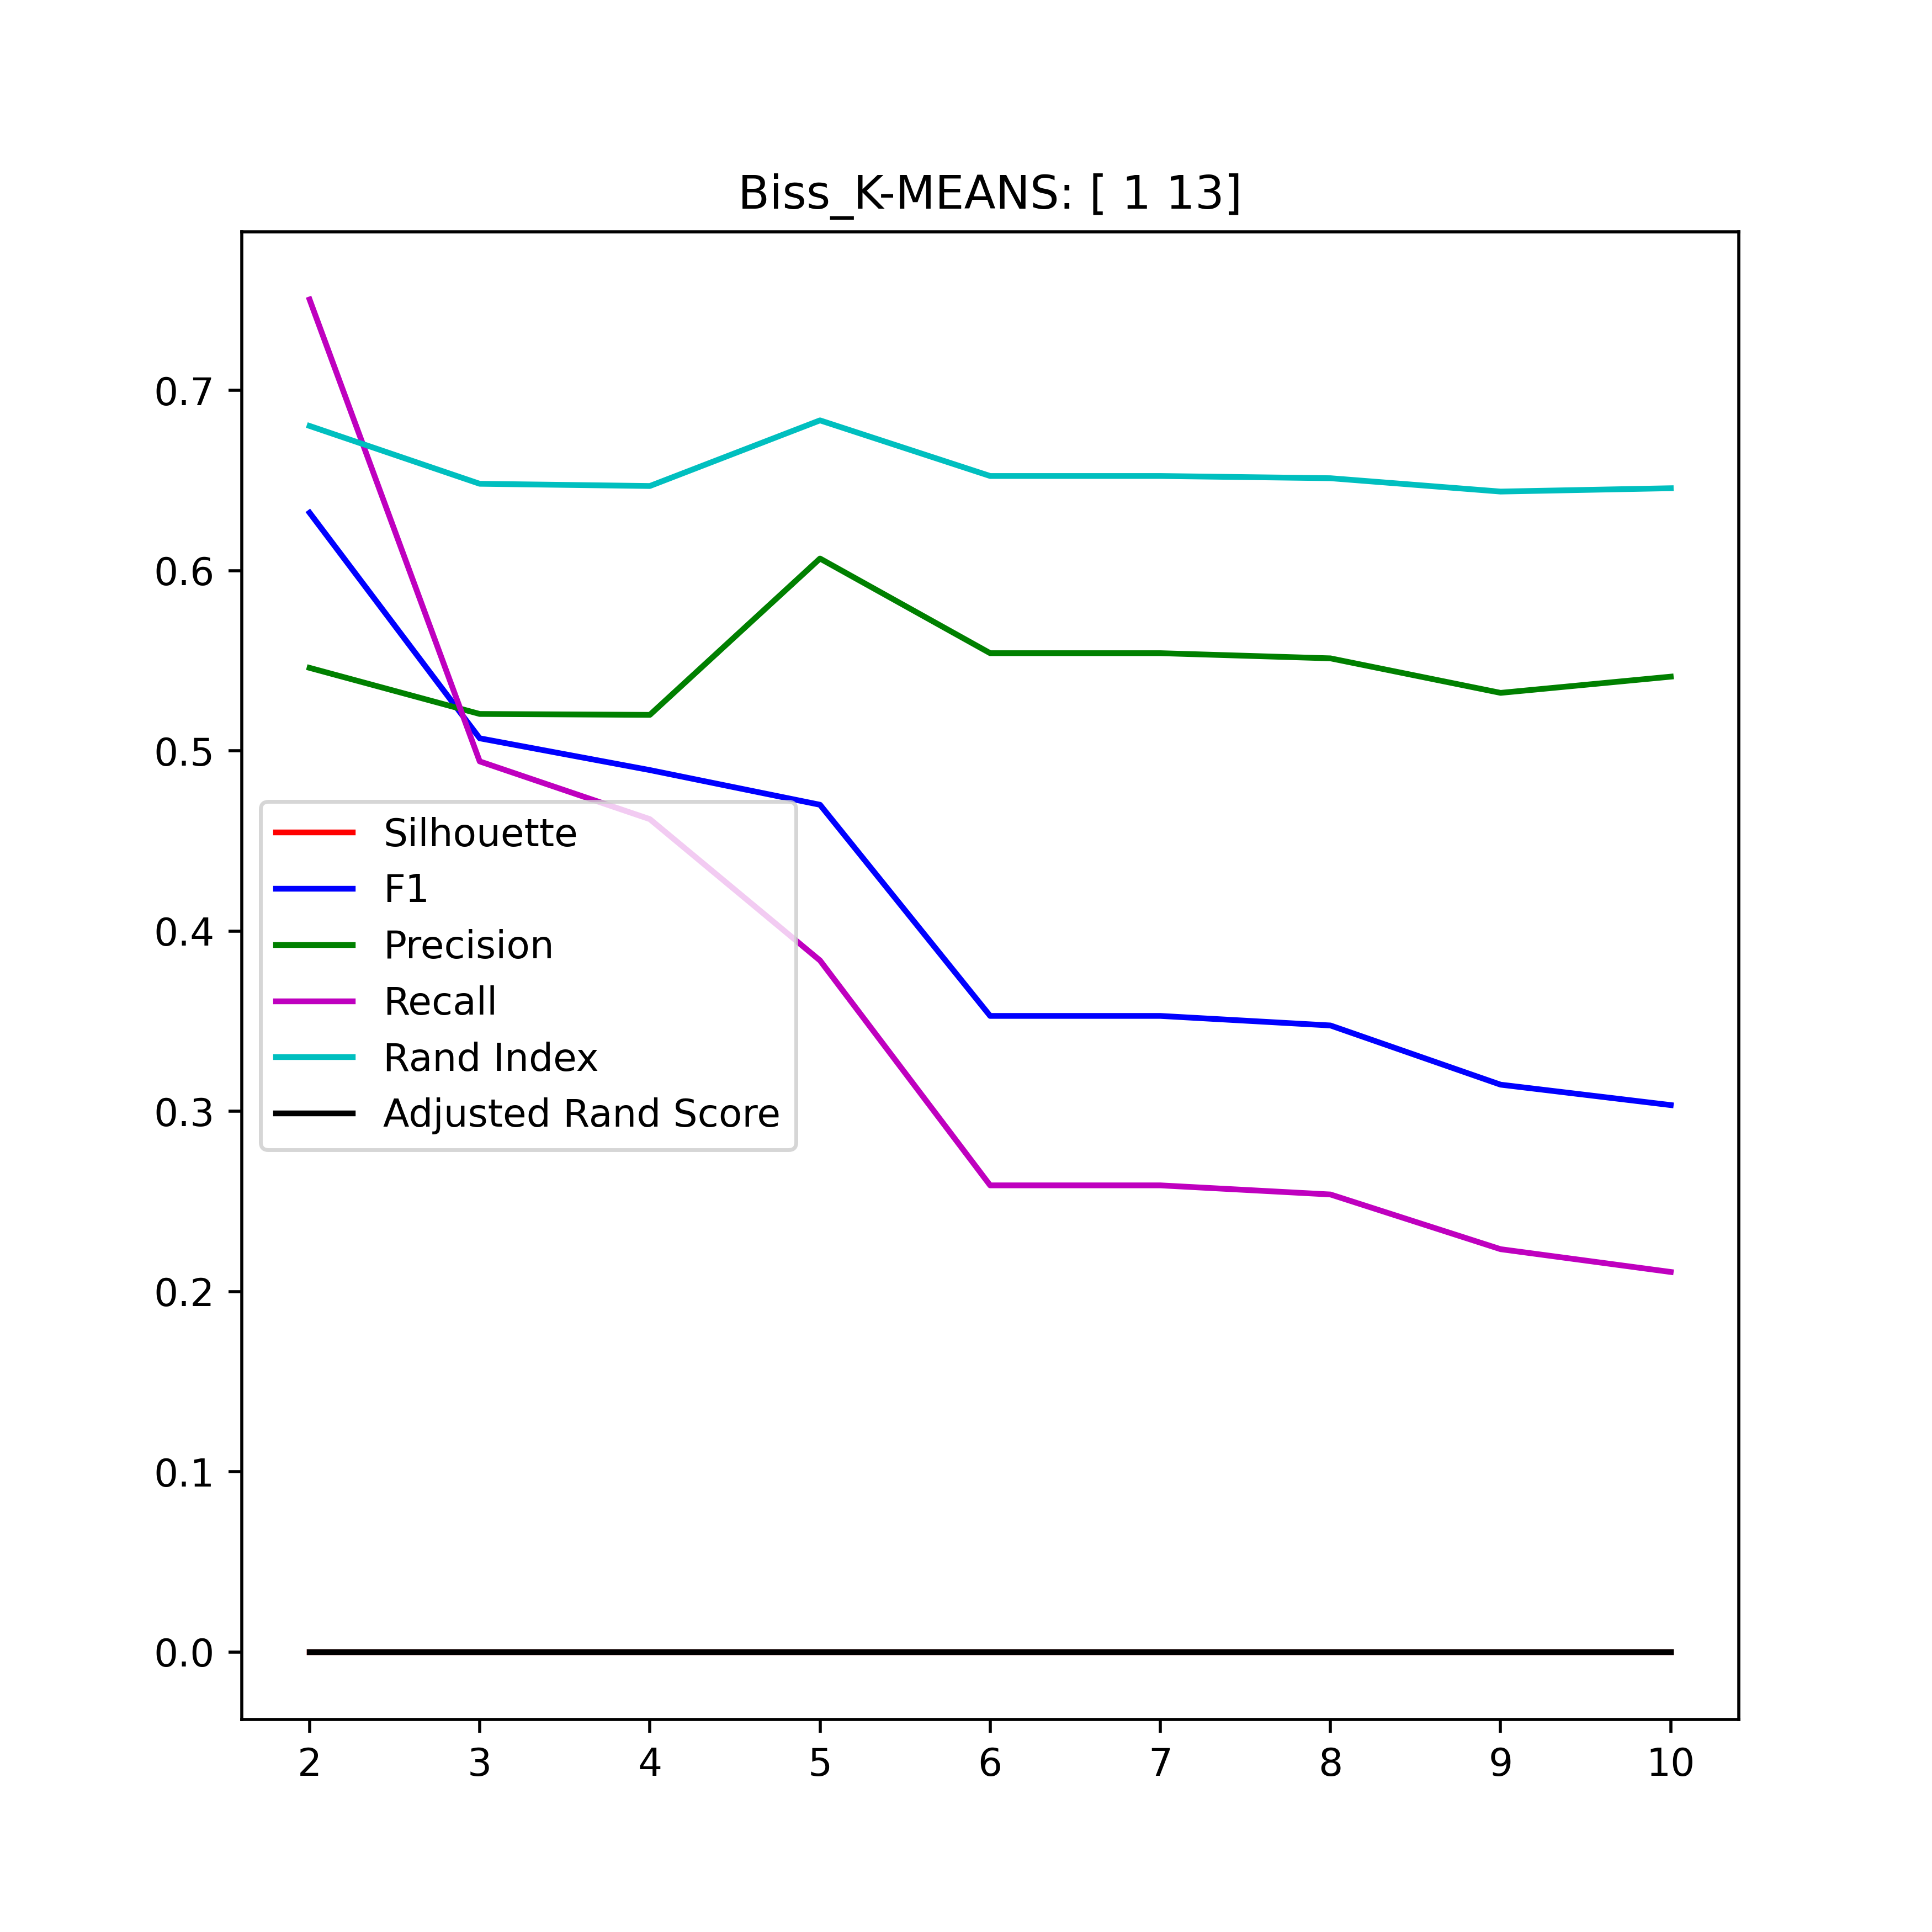 Biss_K-MEANS: [ 1 13]
0.7
0.6
0.5
0.4
0.3
0.2
0.1
0.0
Silhouette
F1
Precision
Recall
Rand Index
Adjusted Rand Score
2 3 4 5 6 7 8 9 10